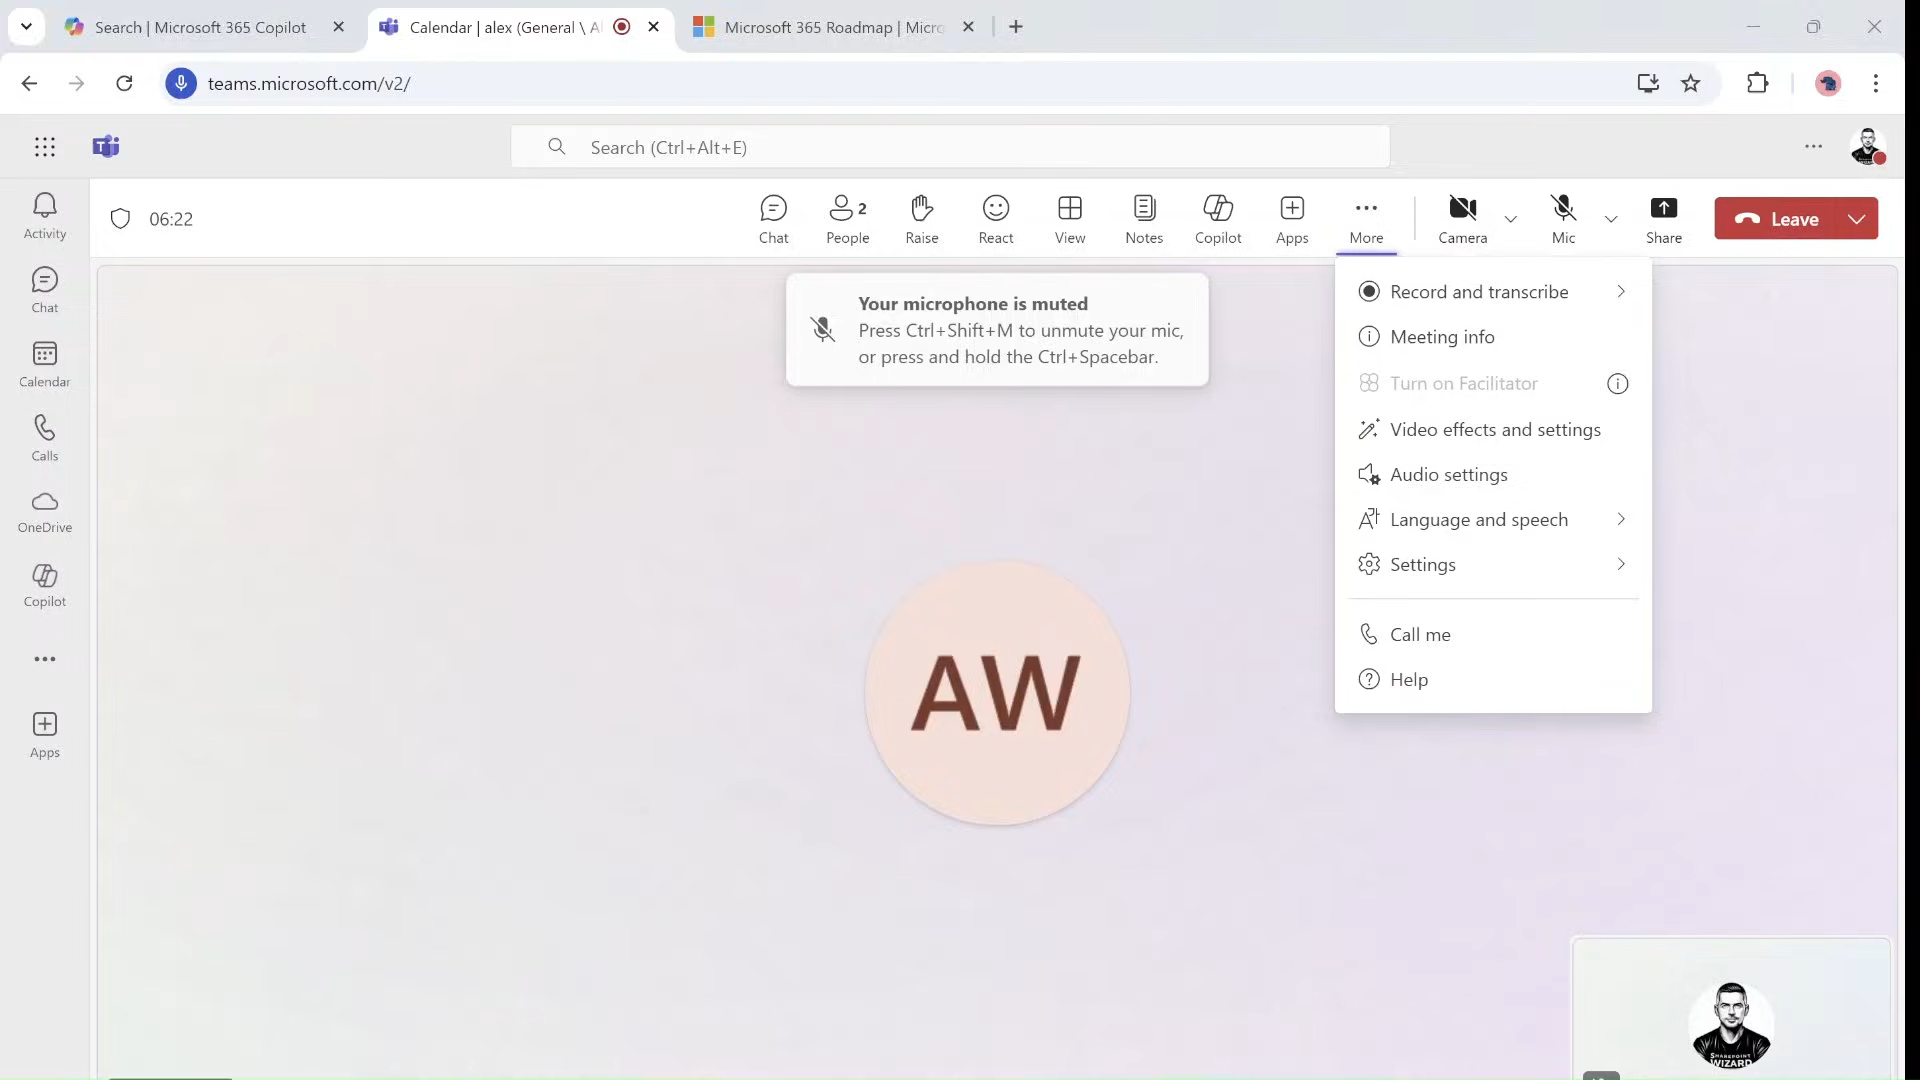 Search | Microsoft 365 Copilot
Calendar | alex (General \ A
Microsoft 365 Roadmap | Micro
teams.microsoft.com/v2/
Search (Ctrl+Alt+E)
06:22
Chat
People
2
Raise
React
View
Notes
Copilot
Apps
More
Camera
Mic
Share
Leave
Activity
Chat
Calendar
Calls
OneDrive
Copilot
Apps
Your microphone is muted
Press Ctrl+Shift+M to unmute your mic,
or press and hold the Ctrl+Spacebar.
Record and transcribe
Meeting info
Turn on Facilitator
Video effects and settings
Audio settings
Language and speech
Settings
Call me
Help
AW
SHAREPOINT
WIZARD